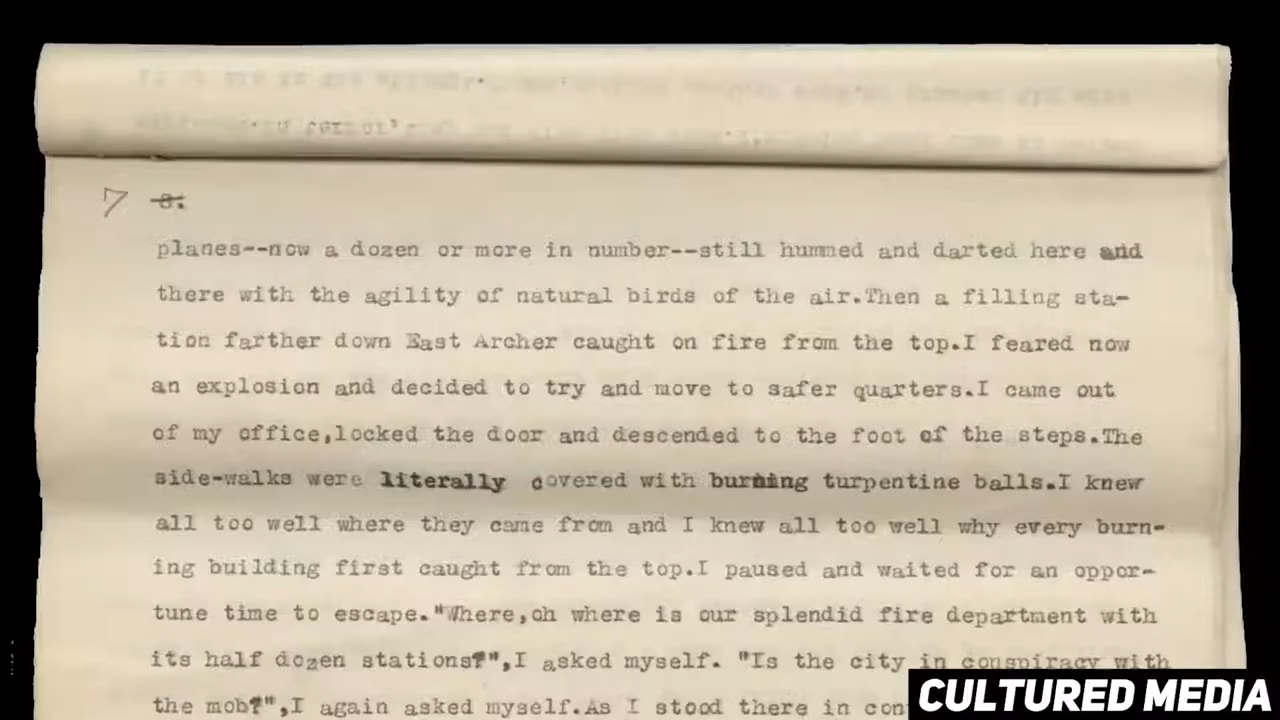 7 8.
planes--now a dozen or more in number--still hummed and darted here and
there with the agility of natural birds of the air.Then a filling sta-
tion farther down East Archer caught on fire from the top.I feared now
an explosion and decided to try and move to safer quarters.I came out
of my office,locked the door and descended to the foot of the steps.The
side-walks were literally covered with burning turpentine balls.I knew
all too well where they came from and I knew all too well why every burn-
ing building first caught from the top.I paused and waited for an oppor-
tune time to escape."Where,oh where is our splendid fire department with
its half dozen stations?",I asked myself. "Is the city in conspiracy with
the mob?",I again asked myself.As I stood there in
CULTURED MEDIA